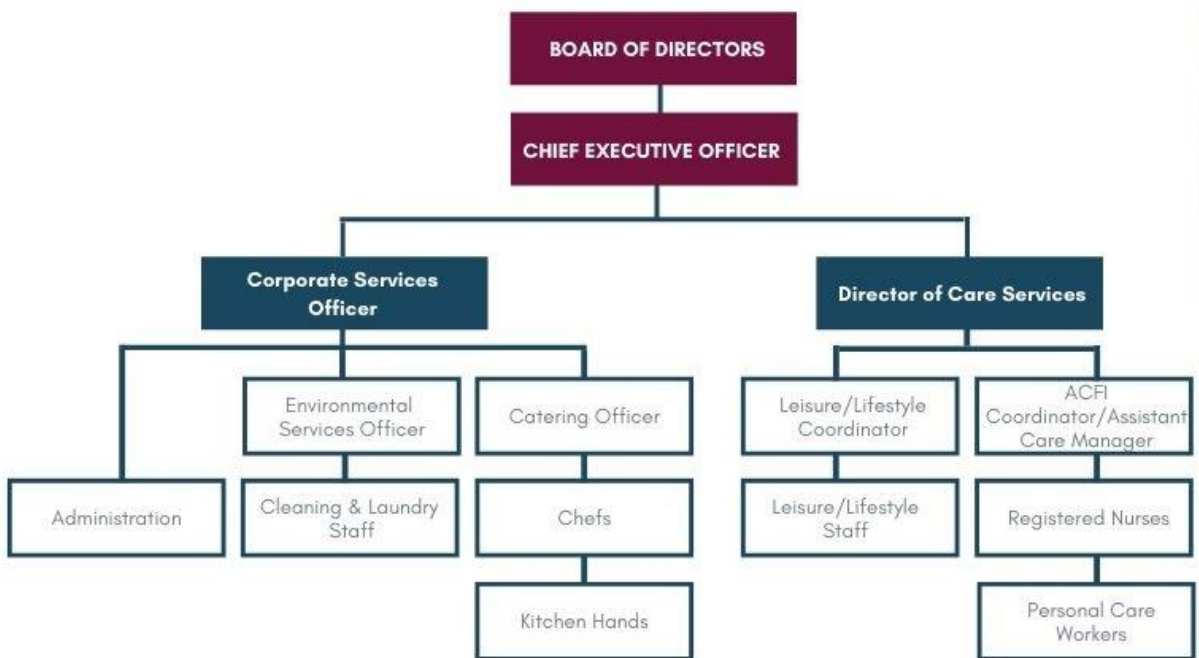 BOARD OF DIRECTORS
CHIEF EXECUTIVE OFFICER
Corporate Services
Officer
Director of Care Services
Environmental
Services Officer
Catering Officer
Leisure/Lifestyle
Coordinator
ACFI
Coordinator/Assistant
Care Manager
Administration
Cleaning & Laundry
Staff
Chefs
Leisure/Lifestyle
Staff
Registered Nurses
Kitchen Hands
Personal Care
Workers